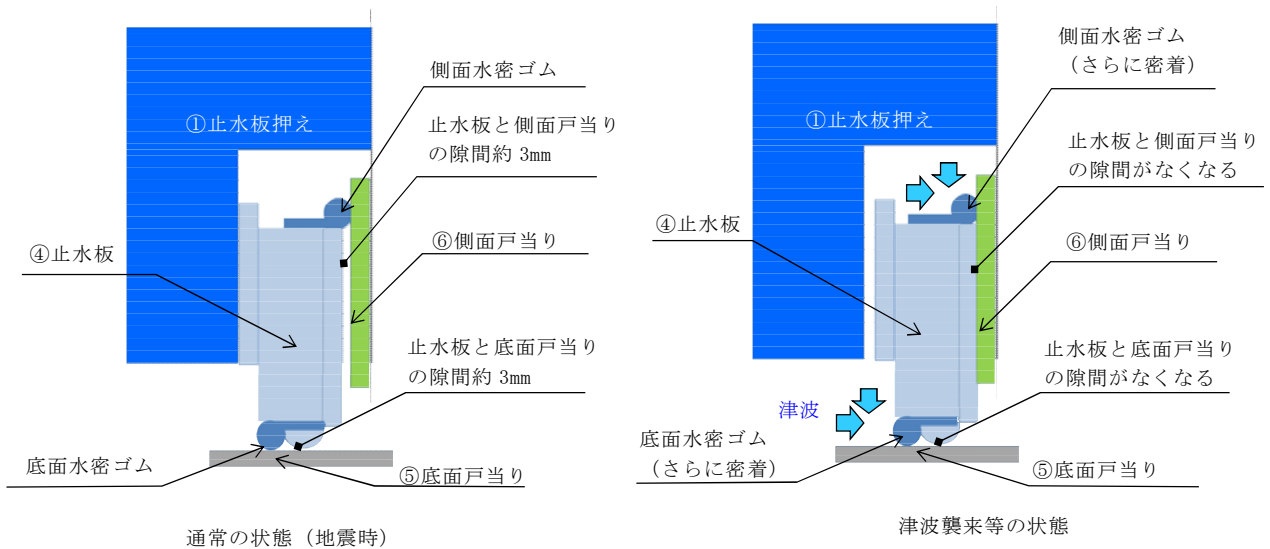 側面水密ゴム
①止水板押え
止水板と側面戸当り
の隙間約 3mm
④止水板
⑥側面戸当り
止水板と底面戸当り
の隙間約 3mm
底面水密ゴム
⑤底面戸当り
通常の状態（地震時）
側面水密ゴム
（さらに密着）
①止水板押え
止水板と側面戸当り
の隙間がなくなる
④止水板
⑥側面戸当り
止水板と底面戸当り
の隙間がなくなる
津波
底面水密ゴム
（さらに密着）
⑤底面戸当り
津波襲来等の状態